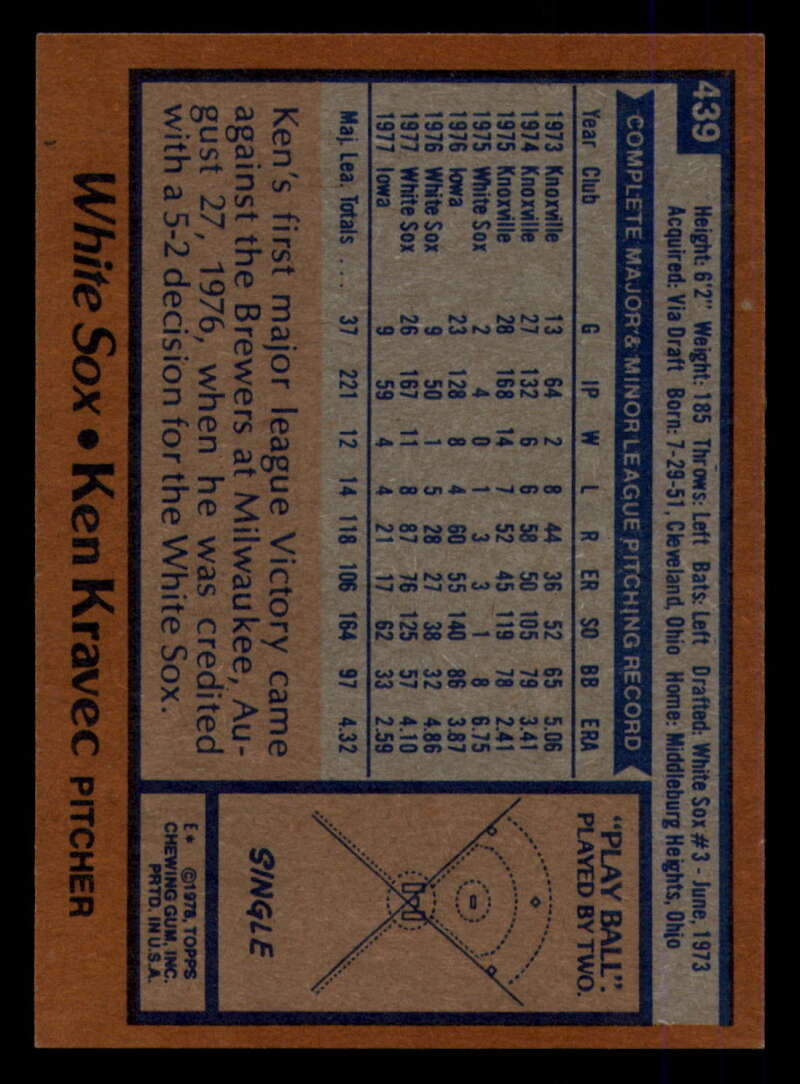 439
Height: 6'2" Weight: 185 Throws: Left Bats: Left Drafted: White Sox #3 - June, 1973
Acquired: Via Draft Born: 7-29-51, Cleveland, Ohio Home: Middleburg Heights, Ohio
COMPLETE MAJOR & MINOR LEAGUE PITCHING RECORD
Year Club G IP W L R ER SO BB ERA
1973 Knoxville 13 64 2 8 44 36 52 65 5.06
1974 Knoxville 27 132 6 6 58 50 105 79 3.41
1975 Knoxville 28 168 14 7 52 45 119 78 2.41
1975 White Sox 2 4 0 1 3 3 1 8 6.75
1976 Iowa 23 128 8 4 60 55 140 86 3.87
1976 White Sox 9 50 1 5 28 27 38 32 4.86
1977 White Sox 26 167 11 8 87 76 125 57 4.10
1977 Iowa 9 59 4 4 21 17 62 33 2.59
Maj. Lea. Totals .... 37 221 12 14 118 106 164 97 4.32
Ken's first major league Victory came
against the Brewers at Milwaukee, Au-
gust 27, 1976, when he was credited
with a 5-2 decision for the White Sox.
"PLAY BALL".
PLAYED BY TWO.
SINGLE
E* ©1978, TOPPS
CHEWING GUM, INC.
PRTD. IN U.S.A.
White Sox • Ken Kravec PITCHER